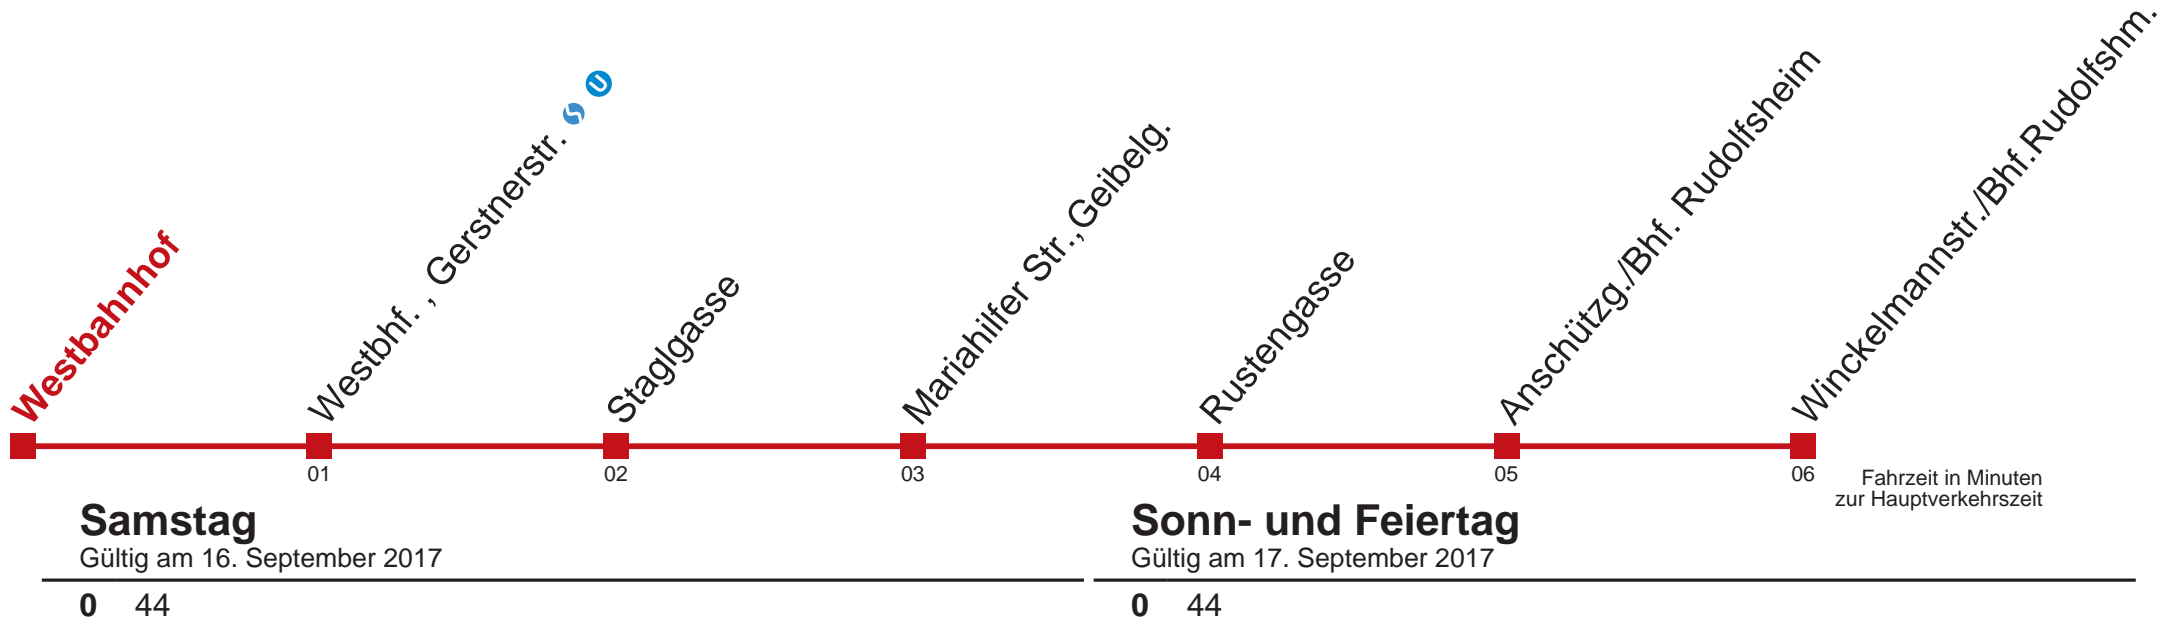 Westbahnhof
Westbhf. , Gerstnerstr. S U
Staglgasse
Mariahilfer Str.,Geibelg.
Rustengasse
Anschützg./Bhf. Rudolfsheim
Winckelmannstr./Bhf.Rudolfshm.
01 02 03 04 05 06
Fahrzeit in Minuten
zur Hauptverkehrszeit
Samstag
Gültig am 16. September 2017
0 44
Sonn- und Feiertag
Gültig am 17. September 2017
0 44